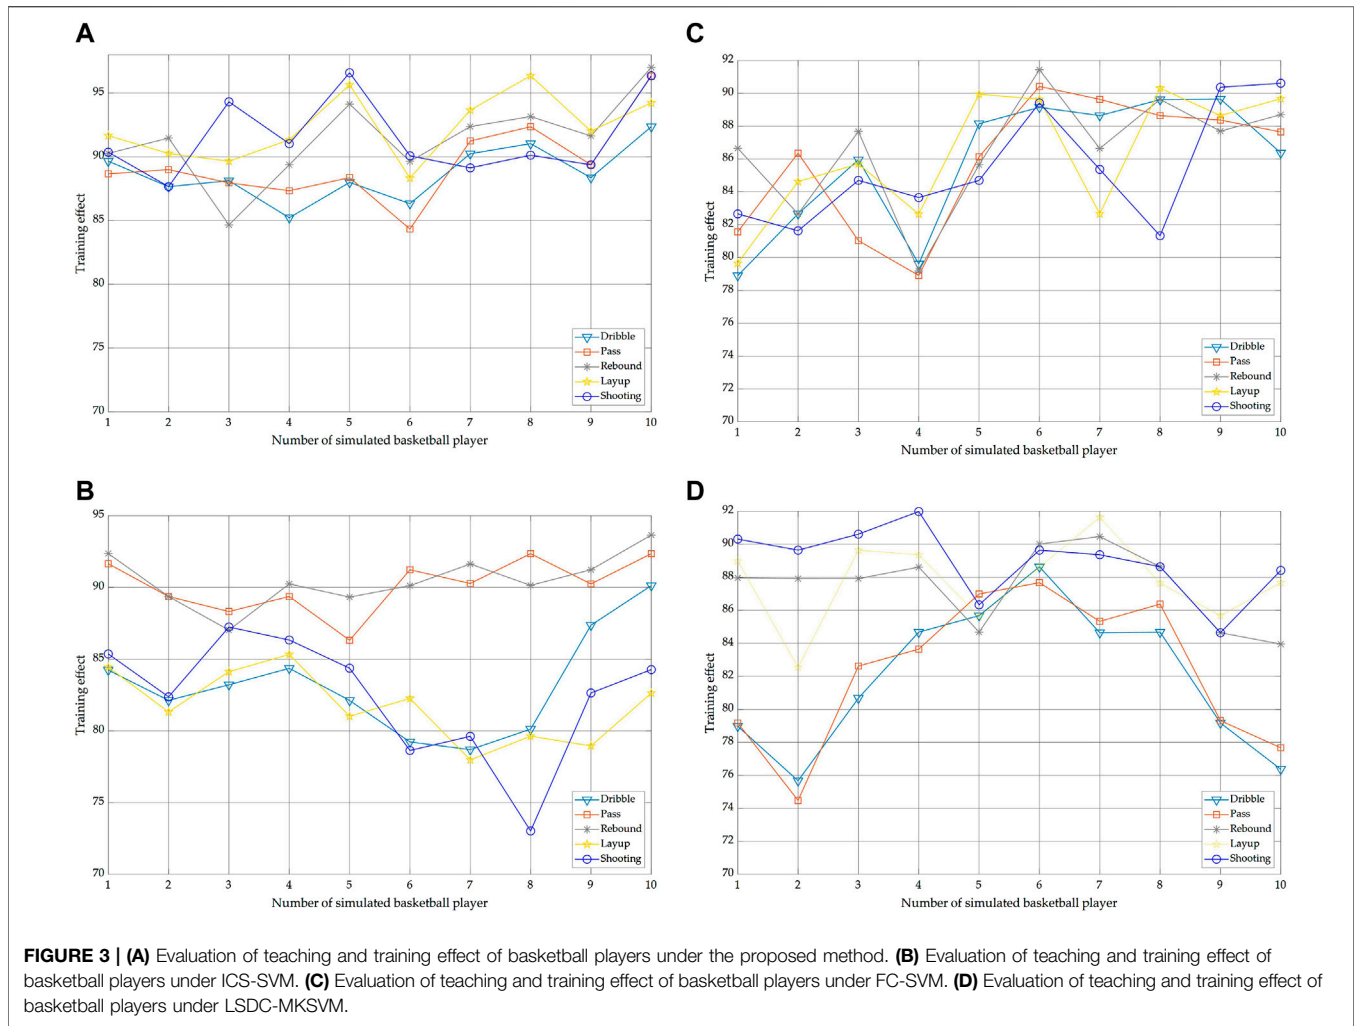 A
95
90
85
80
75
70
Training effect
1 2 3 4 5 6 7 8 9 10
Number of simulated basketball player
Dribble
Pass
Rebound
Layup
Shooting
C
92
90
88
86
84
82
80
78
76
74
72
70
Training effect
1 2 3 4 5 6 7 8 9 10
Number of simulated basketball player
Dribble
Pass
Rebound
Layup
Shooting
B
95
90
85
80
75
70
Training effect
1 2 3 4 5 6 7 8 9 10
Number of simulated basketball player
Dribble
Pass
Rebound
Layup
Shooting
D
92
90
88
86
84
82
80
78
76
74
72
70
Training effect
1 2 3 4 5 6 7 8 9 10
Number of simulated basketball player
Dribble
Pass
Rebound
Layup
Shooting
FIGURE 3 | (A) Evaluation of teaching and training effect of basketball players under the proposed method. (B) Evaluation of teaching and training effect of
basketball players under ICS-SVM. (C) Evaluation of teaching and training effect of basketball players under FC-SVM. (D) Evaluation of teaching and training effect of
basketball players under LSDC-MKSVM.